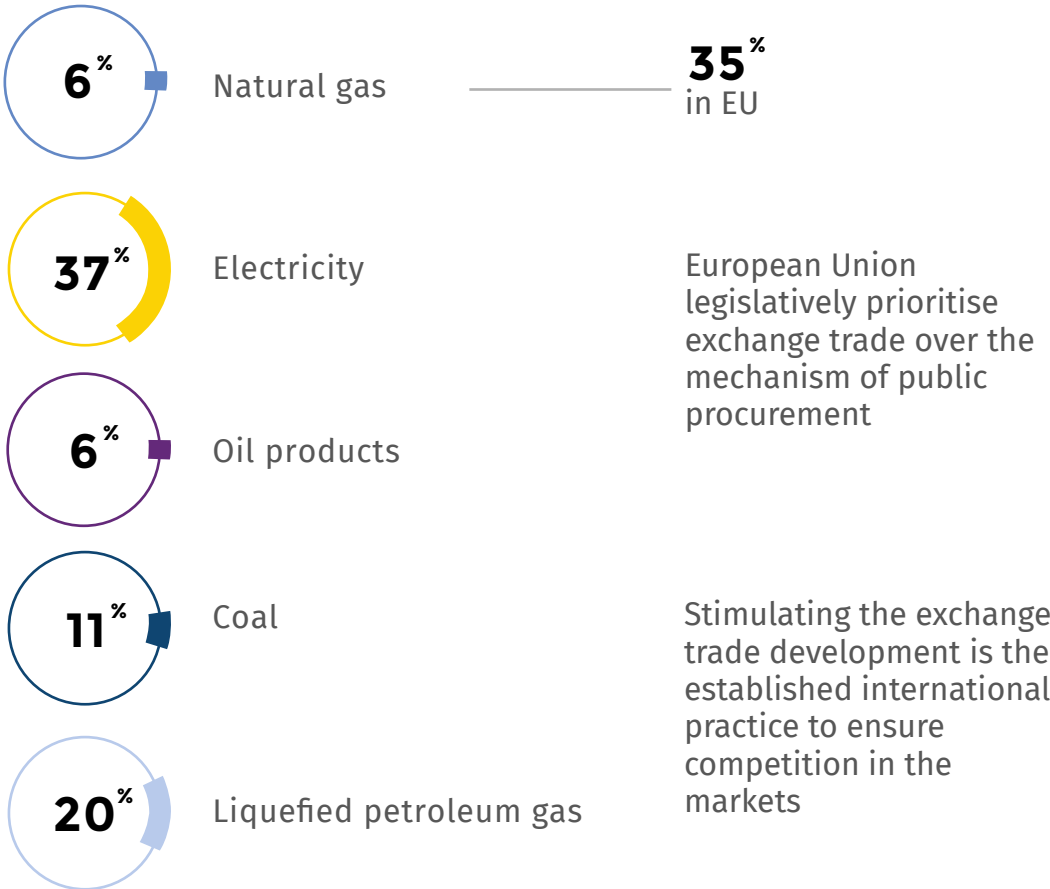 6%
Natural gas
35%
in EU
37%
Electricity
European Union
legislatively prioritise
exchange trade over the
mechanism of public
procurement
6%
Oil products
11%
Coal
Stimulating the exchange
trade development is the
established international
practice to ensure
competition in the
markets
20%
Liquefied petroleum gas